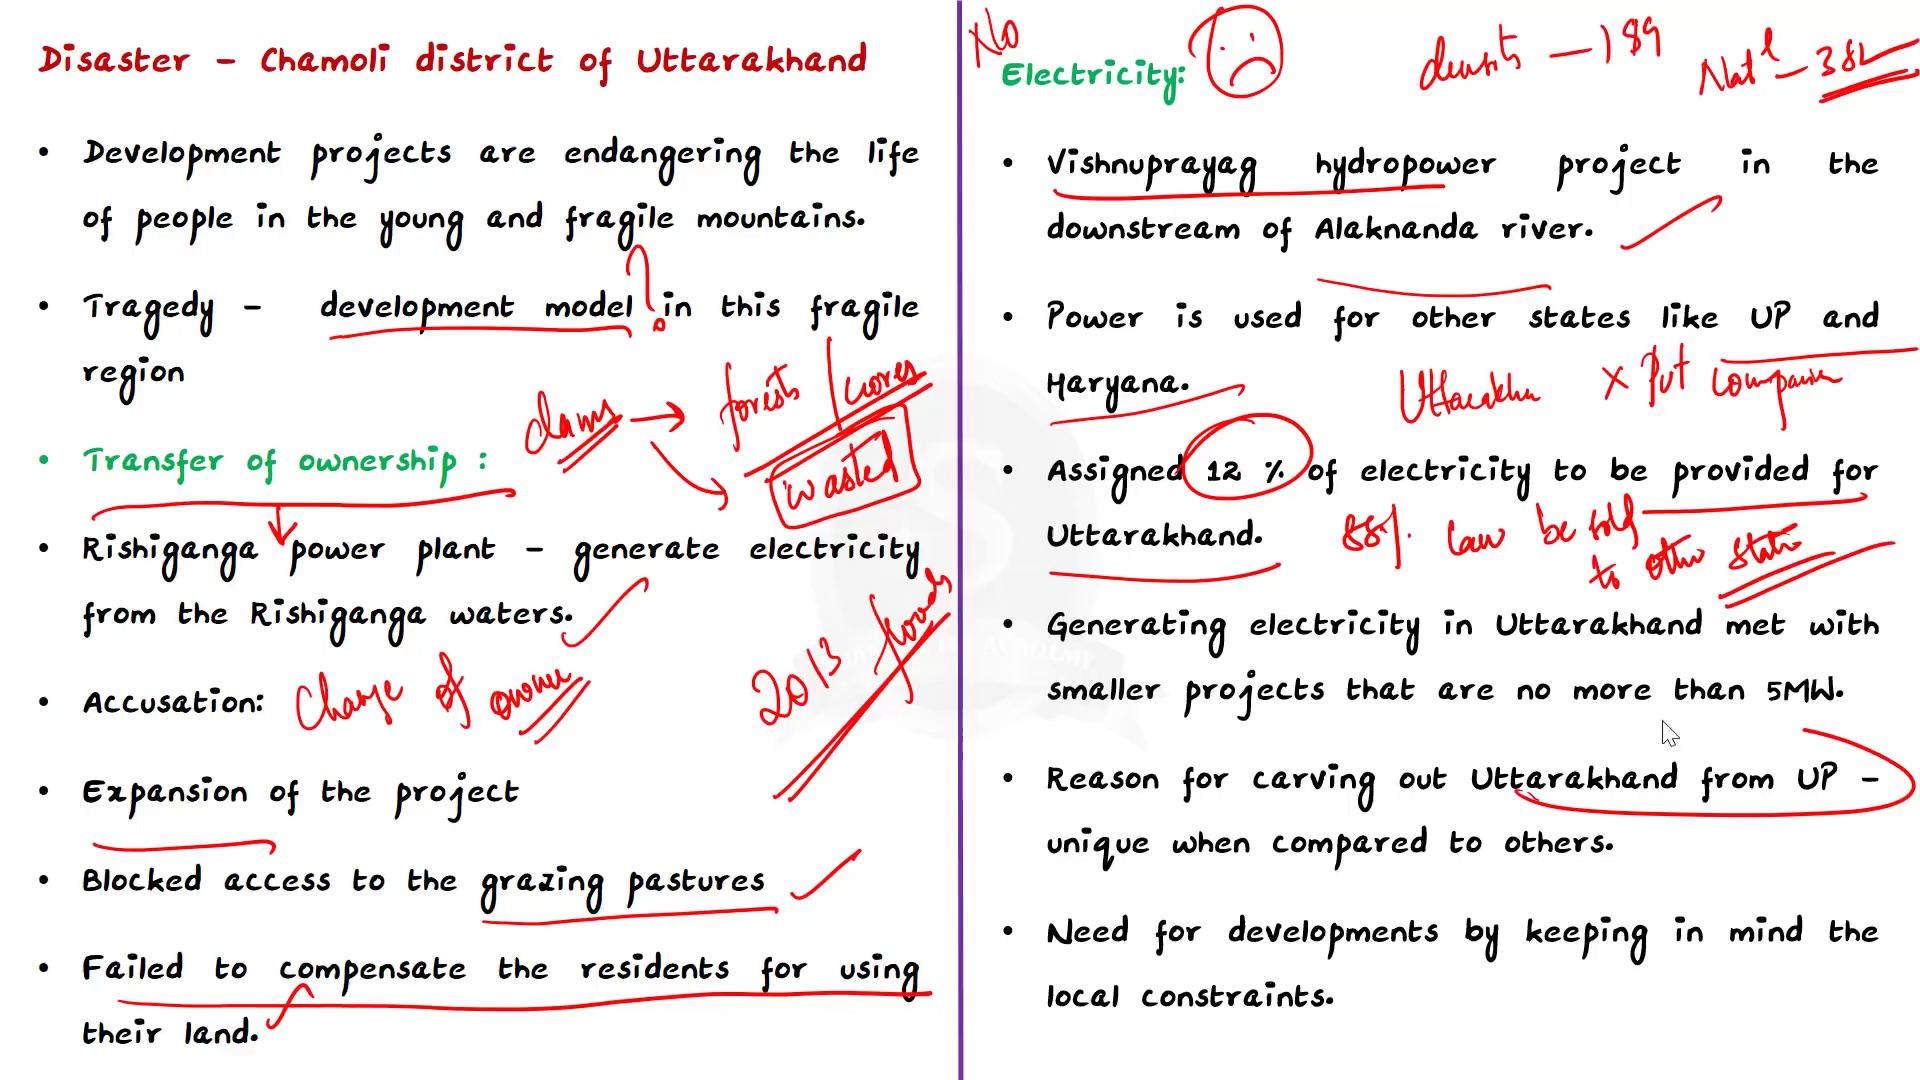 Disaster – Chamoli district of Uttarakhand
• Development projects are endangering the life
of people in the young and fragile mountains.
• Tragedy – development model ? in this fragile
region
dams → forests / crores
wasted
• Transfer of ownership :
• Rishiganga power plant – generate electricity
from the Rishiganga waters.
2013 floods
• Accusation: Change of owner
• Expansion of the project
• Blocked access to the grazing pastures
• Failed to compensate the residents for using
their land.
No
Electricity:
density – 189
Natl – 382
• Vishnuprayag hydropower project in the
downstream of Alaknanda river.
• Power is used for other states like UP and
Haryana.
Uttarakhan x Pvt
• Assigned 12 % of electricity to be provided for
Uttarakhand.
88% can be sold
to other states
• Generating electricity in Uttarakhand met with
smaller projects that are no more than 5MW.
• Reason for carving out Uttarakhand from UP –
unique when compared to others.
• Need for developments by keeping in mind the
local constraints.